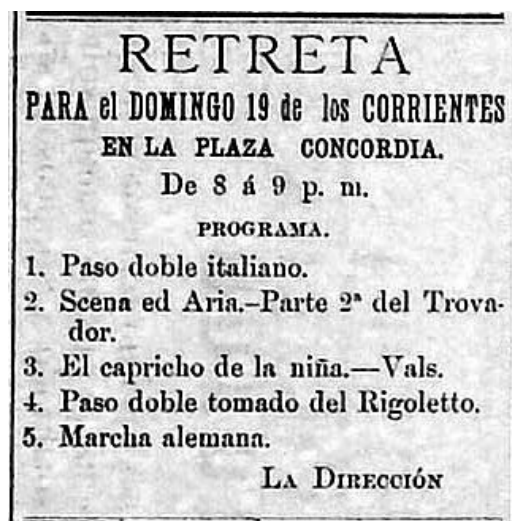 RETRETA
PARA el DOMINGO 19 de los CORRIENTES
EN LA PLAZA CONCORDIA.
De 8 á 9 p. m.
PROGRAMA.
1. Paso doble italiano.
2. Scena ed Aria.–Parte 2ª del Trova-
dor.
3. El capricho de la niña.—Vals.
4. Paso doble tomado del Rigoletto.
5. Marcha alemana.
LA DIRECCIÓN